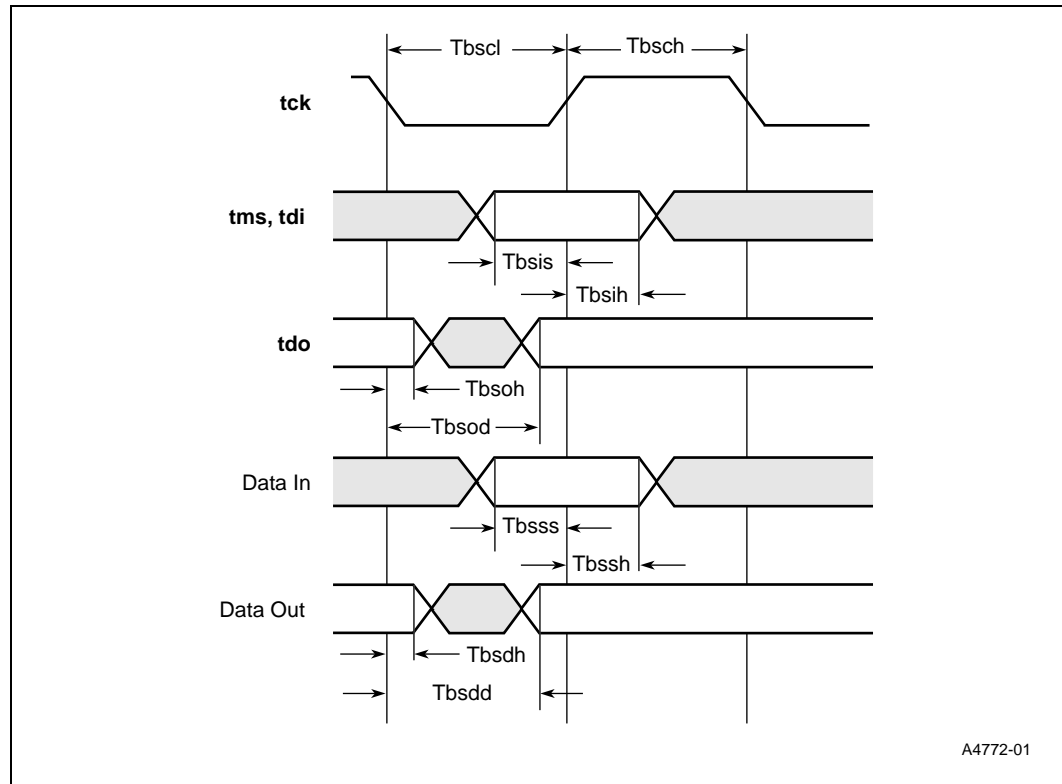 Tbscl
Tbsch
tck
tms, tdi
Tbsis
Tbsih
tdo
Tbsoh
Tbsod
Data In
Tbsss
Tbssh
Data Out
Tbsdh
Tbsdd
A4772-01